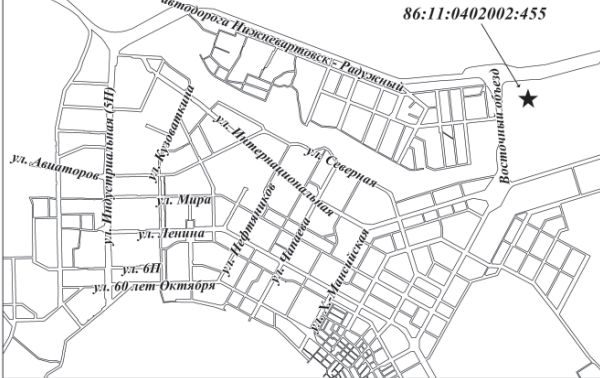 86:11:0402002:455
автодорога Нижневартовск - Радужный
Восточный объезд
ул. Индустриальная (5П)
ул. Кузоваткина
ул. Интернациональная
ул. Северная
ул. Авиаторов
ул. Мира
ул. Ленина
ул. Нефтяников
ул. Чапаева
ул. Х.-Мансийская
ул. 6П
ул. 60 лет Октября